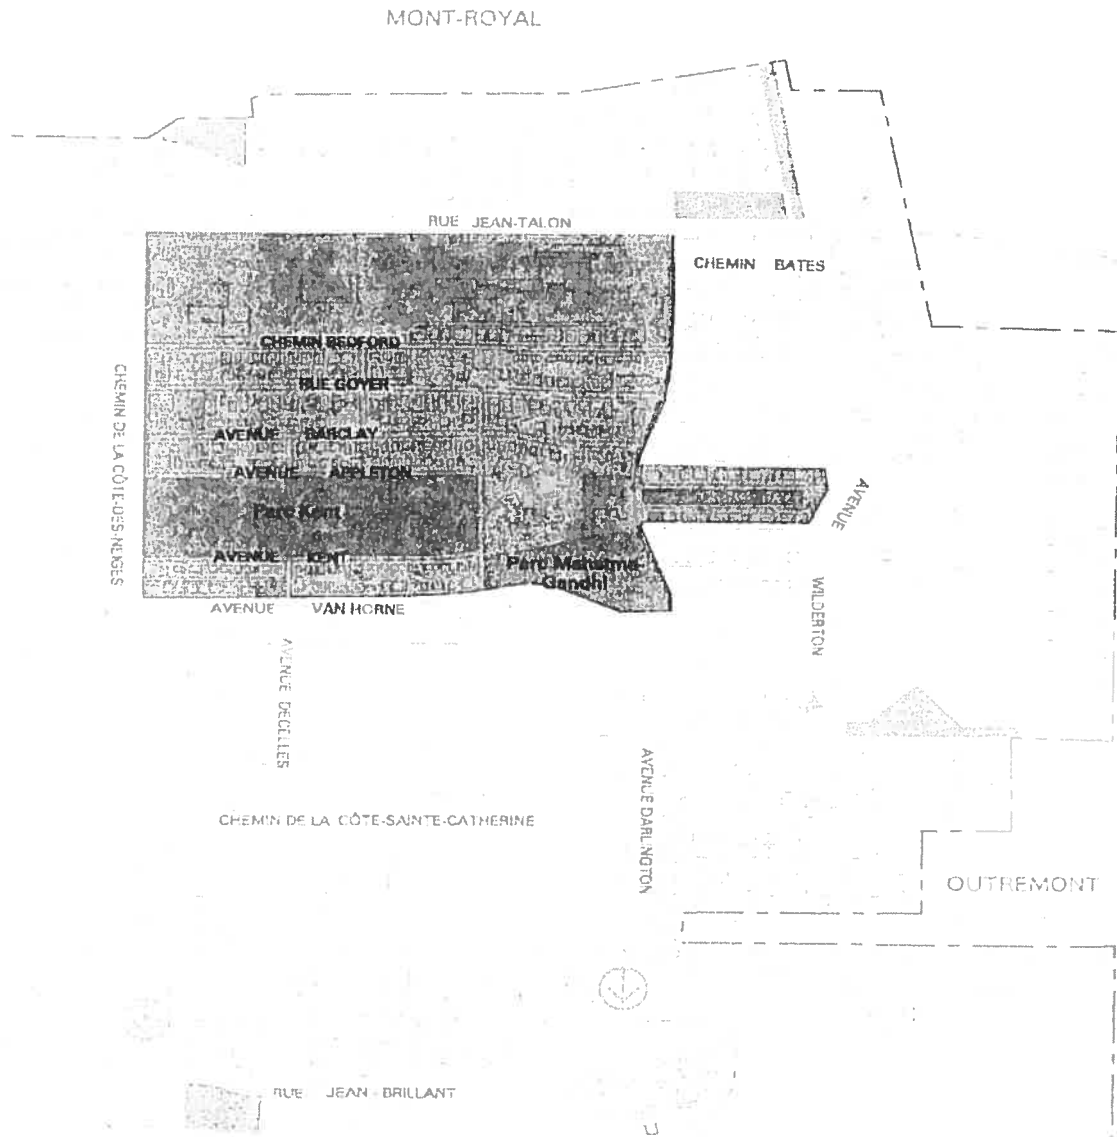 MONT-ROYAL
RUE JEAN-TALON
CHEMIN BATES
CHEMIN BEDFORD
RUE GOYER
CHEMIN DE LA CÔTE-DES-NEIGES
AVENUE BARCLAY
AVENUE APPLETON
AVENUE
Parc Kent
AVENUE KENT
Parc Mahatma-
Gandhi
WILDERTON
AVENUE VAN HORNE
AVENUE DECELLES
AVENUE DARLINGTON
CHEMIN DE LA CÔTE-SAINTE-CATHERINE
OUTREMONT
RUE JEAN-BRILLANT